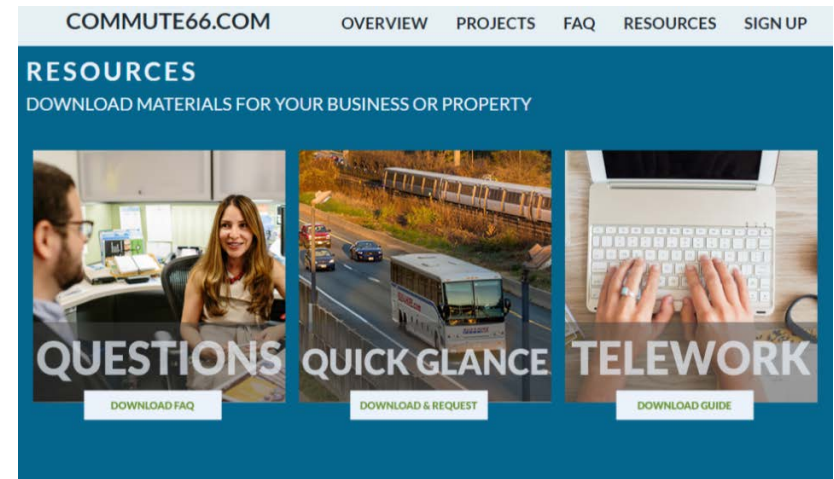 COMMUTE66.COM OVERVIEW PROJECTS FAQ RESOURCES SIGN UP
RESOURCES
DOWNLOAD MATERIALS FOR YOUR BUSINESS OR PROPERTY
QUESTIONS QUICK GLANCE TELEWORK
DOWNLOAD FAQ DOWNLOAD & REQUEST DOWNLOAD GUIDE